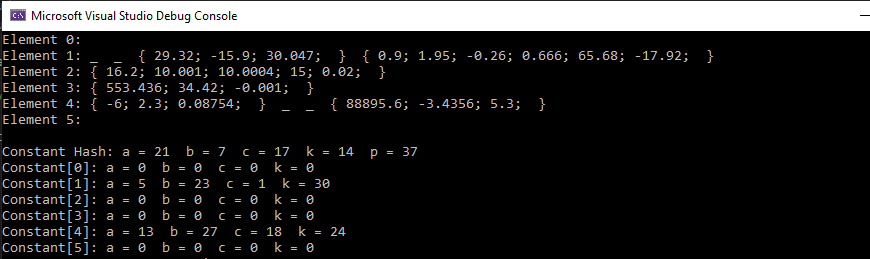 Microsoft Visual Studio Debug Console
Element 0:
Element 1: _  _  { 29.32; -15.9; 30.047;  }  { 0.9; 1.95; -0.26; 0.666; 65.68; -17.92;  }
Element 2: { 16.2; 10.001; 10.0004; 15; 0.02;  }
Element 3: { 553.436; 34.42; -0.001;  }
Element 4: { -6; 2.3; 0.08754;  }  _  _  { 88895.6; -3.4356; 5.3;  }
Element 5:
Constant Hash: a = 21  b = 7  c = 17  k = 14  p = 37
Constant[0]: a = 0  b = 0  c = 0  k = 0
Constant[1]: a = 5  b = 23  c = 1  k = 30
Constant[2]: a = 0  b = 0  c = 0  k = 0
Constant[3]: a = 0  b = 0  c = 0  k = 0
Constant[4]: a = 13  b = 27  c = 18  k = 24
Constant[5]: a = 0  b = 0  c = 0  k = 0